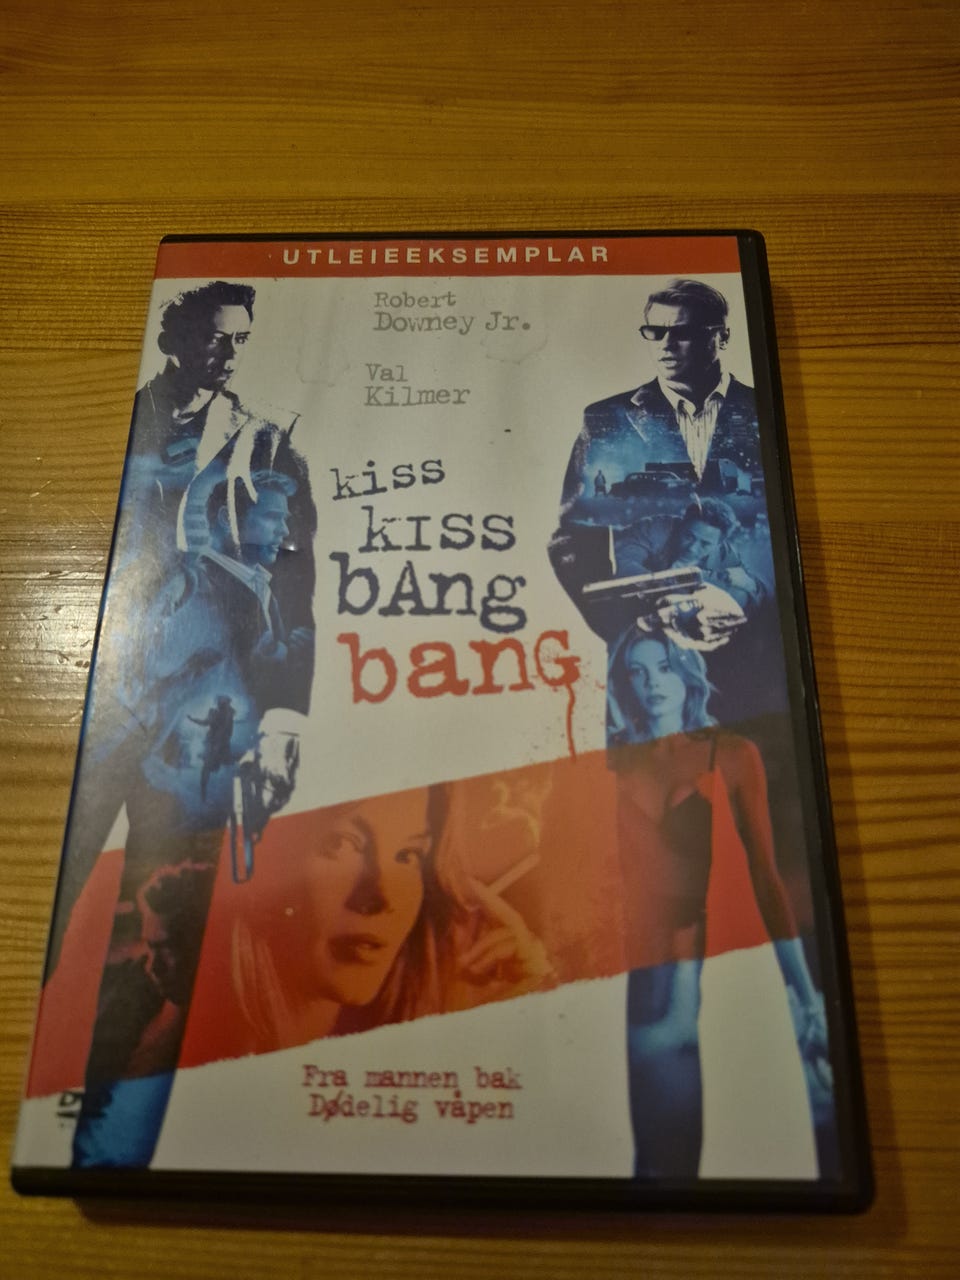 UTLEIEEKSEMPLAR
Robert
Downey Jr.
Val
Kilmer
kiss
kiss
bAng
banG
Fra mannen bak
Dødelig våpen